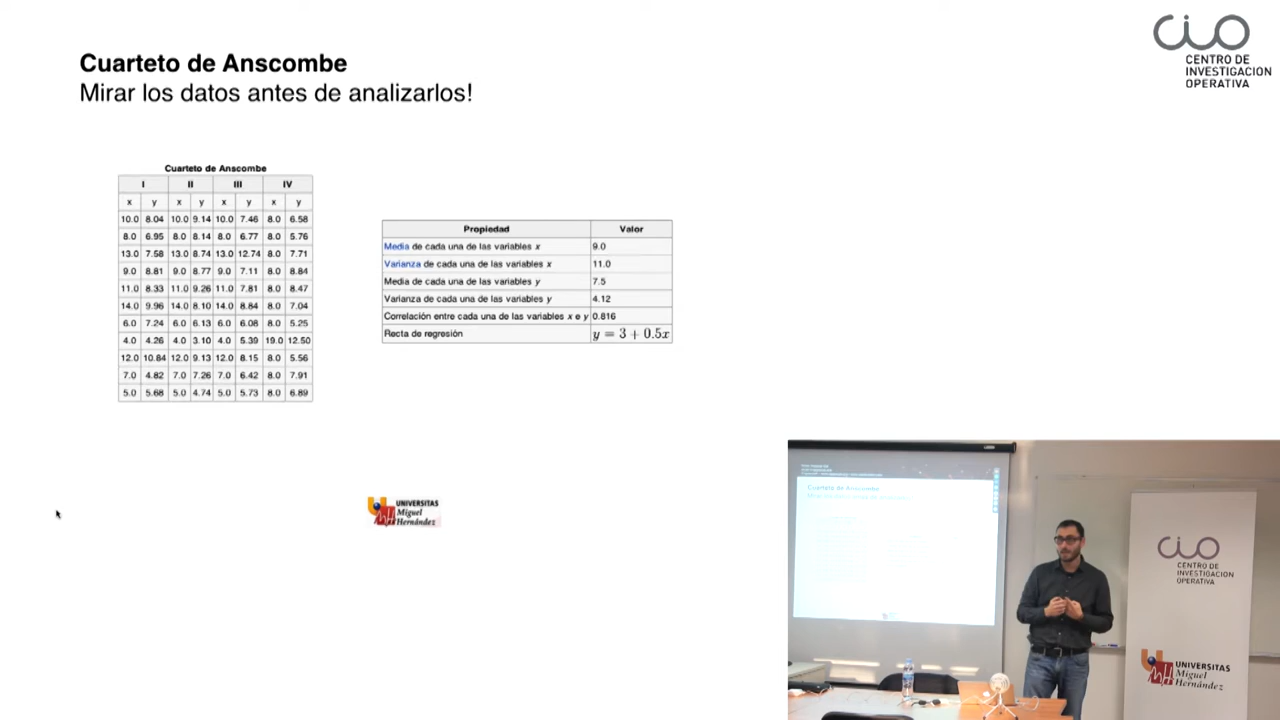 Cuarteto de Anscombe
Mirar los datos antes de analizarlos!
CIO
CENTRO DE
INVESTIGACION
OPERATIVA
Cuarteto de Anscombe
I II III IV
x y x y x y x y
10.0 8.04 10.0 9.14 10.0 7.46 8.0 6.58
8.0 6.95 8.0 8.14 8.0 6.77 8.0 5.76
13.0 7.58 13.0 8.74 13.0 12.74 8.0 7.71
9.0 8.81 9.0 8.77 9.0 7.11 8.0 8.84
11.0 8.33 11.0 9.26 11.0 7.81 8.0 8.47
14.0 9.96 14.0 8.10 14.0 8.84 8.0 7.04
6.0 7.24 6.0 6.13 6.0 6.08 8.0 5.25
4.0 4.26 4.0 3.10 4.0 5.39 19.0 12.50
12.0 10.84 12.0 9.13 12.0 8.15 8.0 5.56
7.0 4.82 7.0 7.26 7.0 6.42 8.0 7.91
5.0 5.68 5.0 4.74 5.0 5.73 8.0 6.89
Propiedad Valor
Media de cada una de las variables x 9.0
Varianza de cada una de las variables x 11.0
Media de cada una de las variables y 7.5
Varianza de cada una de las variables y 4.12
Correlación entre cada una de las variables x e y 0.816
Recta de regresión y = 3 + 0.5x
UNIVERSITAS
Miguel
Hernández
Cuarteto de Anscombe
CIO
CENTRO DE
INVESTIGACION
OPERATIVA
UNIVERSITAS
Miguel
Hernández